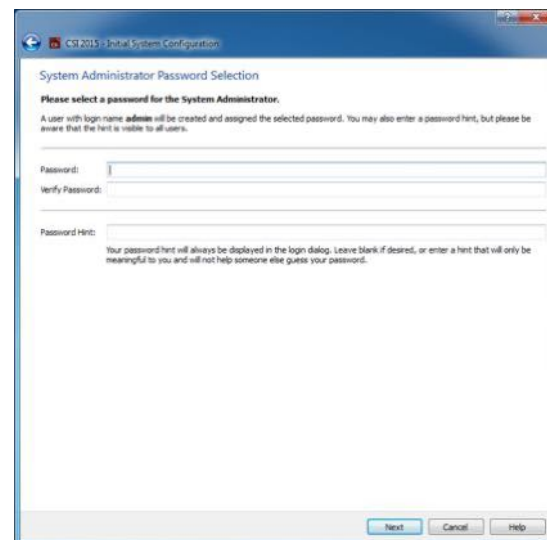 CSI 2015 - Initial System Configuration
System Administrator Password Selection
Please select a password for the System Administrator.
A user with login name admin will be created and assigned the selected password. You may also enter a password hint, but please be
aware that the hint is visible to all users.
Password:
Verify Password:
Password Hint:
Your password hint will always be displayed in the login dialog. Leave blank if desired, or enter a hint that will only be
meaningful to you and will not help someone else guess your password.
Next Cancel Help